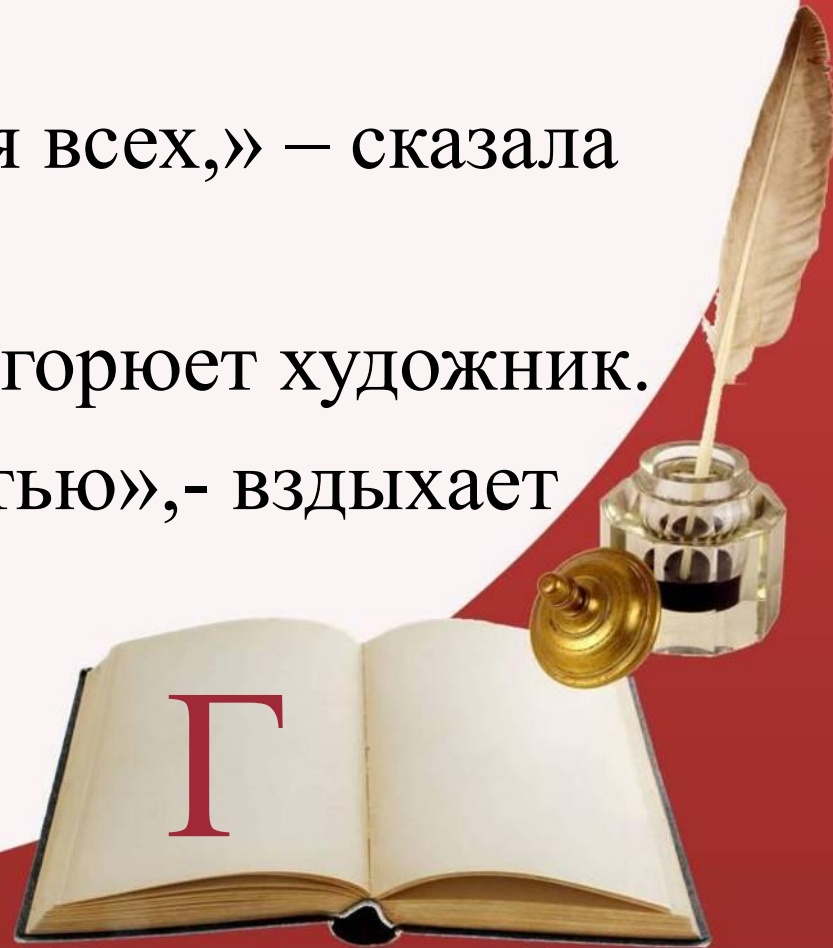 я всех,» – сказала
горюет художник.
тью»,- вздыхает
Г